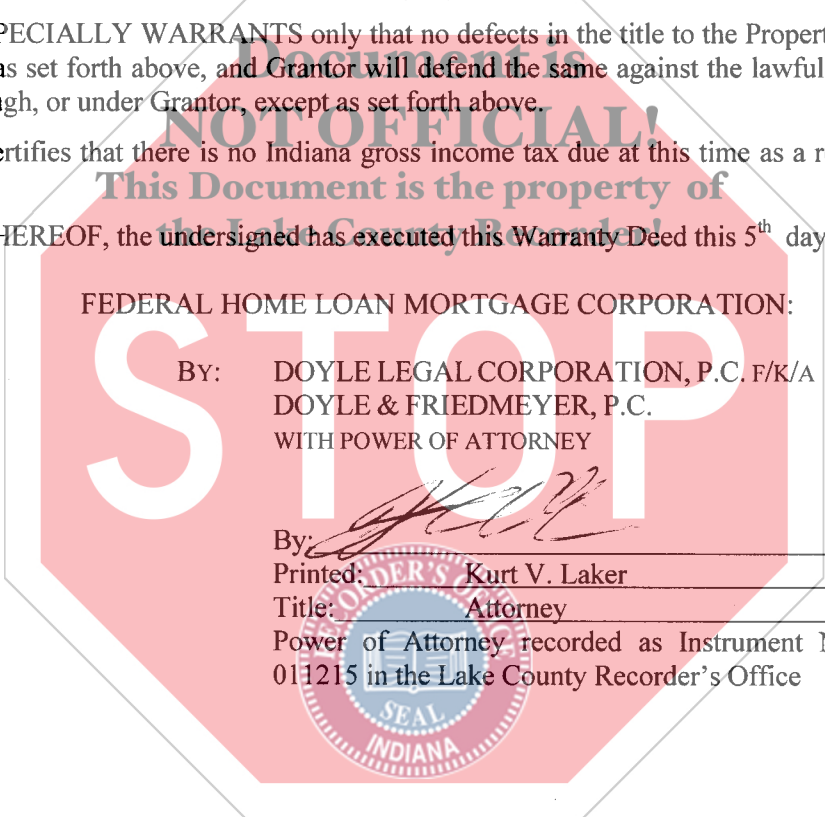 PECIALLY WARRANTS only that no defects in the title to the Propert
as set forth above, and Grantor will defend the same against the lawful
gh, or under Grantor, except as set forth above.
Document is
NOT OFFICIAL!
ertifies that there is no Indiana gross income tax due at this time as a r
This Document is the property of
the Lake County Recorder!
HEREOF, the undersigned has executed this Warranty Deed this 5th day
FEDERAL HOME LOAN MORTGAGE CORPORATION:
STOP
BY: DOYLE LEGAL CORPORATION, P.C. F/K/A
DOYLE & FRIEDMEYER, P.C.
WITH POWER OF ATTORNEY
By:
Printed: Kurt V. Laker
Title: Attorney
Power of Attorney recorded as Instrument N
011215 in the Lake County Recorder's Office
RECORDER'S OFFICE
SEAL
INDIANA